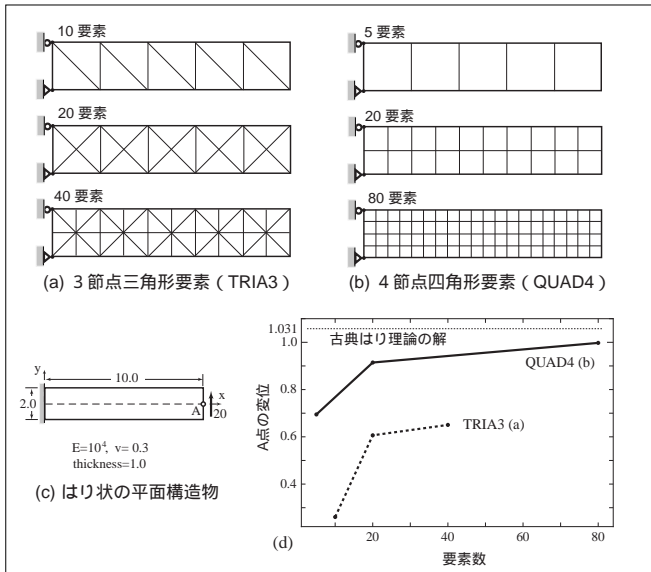 10 要素
20 要素
40 要素
(a) 3 節点三角形要素 ( TRIA3 )
5 要素
20 要素
80 要素
(b) 4 節点四角形要素 ( QUAD4 )
y
10.0
2.0
A
x
20
E=10⁴, ν= 0.3
thickness=1.0
(c) はり状の平面構造物
1.031
1.0
0.8
0.6
0.4
A点の変位
古典はり理論の解
QUAD4 (b)
TRIA3 (a)
20
40
60
80
要素数
(d)